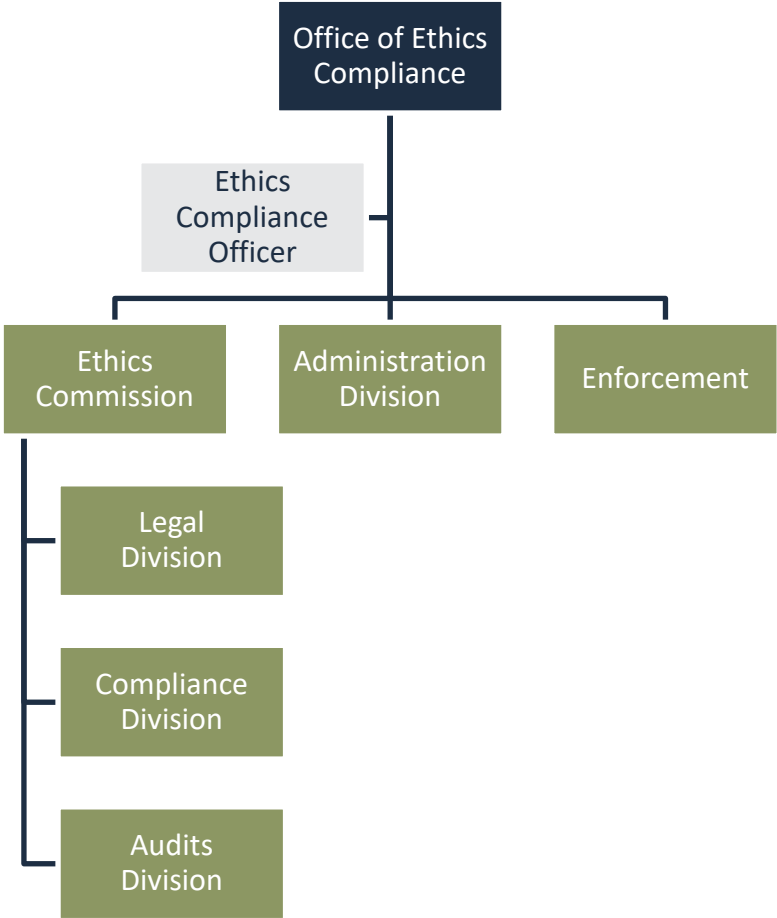 Office of Ethics
Compliance
Ethics
Compliance
Officer
Ethics
Commission
Administration
Division
Enforcement
Legal
Division
Compliance
Division
Audits
Division